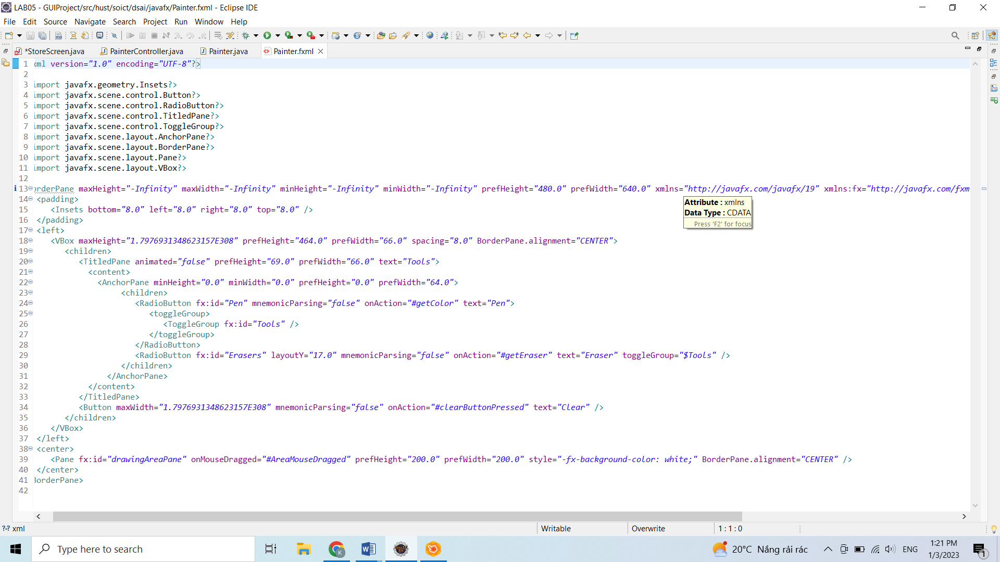 LAB05 - GUIProject/src/hust/soict/dsai/javafx/Painter.fxml - Eclipse IDE
File Edit Source Navigate Search Project Run Window Help
*StoreScreen.java PainterController.java Painter.java Painter.fxml
1 xml version="1.0" encoding="UTF-8"?>
2
3 import javafx.geometry.Insets?>
4 import javafx.scene.control.Button?>
5 import javafx.scene.control.RadioButton?>
6 import javafx.scene.control.TitledPane?>
7 import javafx.scene.control.ToggleGroup?>
8 import javafx.scene.layout.AnchorPane?>
9 import javafx.scene.layout.BorderPane?>
10 import javafx.scene.layout.Pane?>
11 import javafx.scene.layout.VBox?>
12
13 orderPane maxHeight="-Infinity" maxWidth="-Infinity" minHeight="-Infinity" minWidth="-Infinity" prefHeight="480.0" prefWidth="640.0" xmlns="http://javafx.com/javafx/19" xmlns:fx="http://javafx.com/fxm
14 <padding>
Attribute : xmlns
15 <Insets bottom="8.0" left="8.0" right="8.0" top="8.0" />
Data Type : CDATA
16 </padding>
Press 'F2' for focus
17 <left>
18 <VBox maxHeight="1.7976931348623157E308" prefHeight="464.0" prefWidth="66.0" spacing="8.0" BorderPane.alignment="CENTER">
19 <children>
20 <TitledPane animated="false" prefHeight="69.0" prefWidth="66.0" text="Tools">
21 <content>
22 <AnchorPane minHeight="0.0" minWidth="0.0" prefHeight="0.0" prefWidth="64.0">
23 <children>
24 <RadioButton fx:id="Pen" mnemonicParsing="false" onAction="#getColor" text="Pen">
25 <toggleGroup>
26 <ToggleGroup fx:id="Tools" />
27 </toggleGroup>
28 </RadioButton>
29 <RadioButton fx:id="Erasers" layoutY="17.0" mnemonicParsing="false" onAction="#getEraser" text="Eraser" toggleGroup="$Tools" />
30 </children>
31 </AnchorPane>
32 </content>
33 </TitledPane>
34 <Button maxWidth="1.7976931348623157E308" mnemonicParsing="false" onAction="#clearButtonPressed" text="Clear" />
35 </children>
36 </VBox>
37 </left>
38 <center>
39 <Pane fx:id="drawingAreaPane" onMouseDragged="#AreaMouseDragged" prefHeight="200.0" prefWidth="200.0" style="-fx-background-color: white;" BorderPane.alignment="CENTER" />
40 </center>
41 BorderPane>
42
xml Writable Overwrite 1 : 1 : 0
Type here to search 20°C Nắng rải rác ENG 1:21 PM
1/3/2023 1